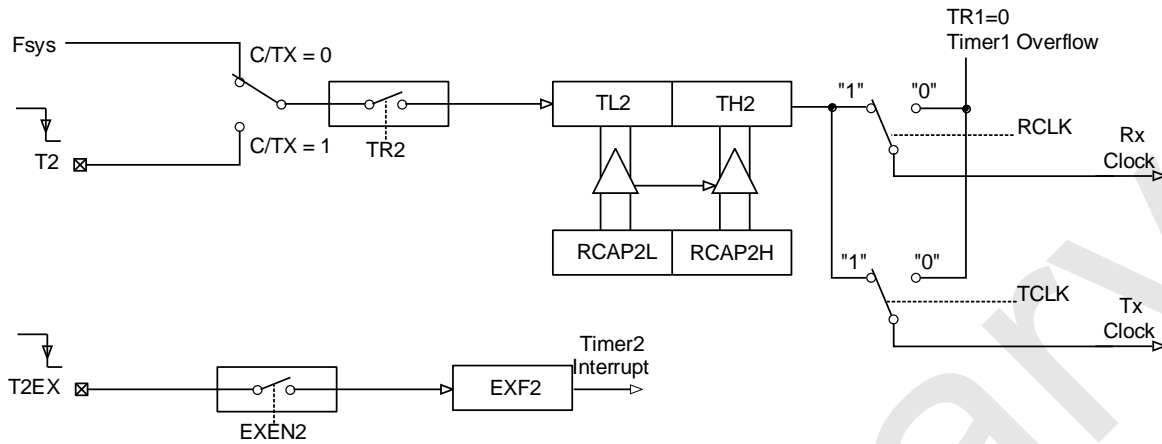 TR1=0
Timer1 Overflow
Fsys
C/TX = 0
C/TX = 1
T2
TR2
TL2
TH2
"1"
"0"
RCLK
Rx
Clock
RCAP2L
RCAP2H
"1"
"0"
TCLK
Tx
Clock
T2EX
EXEN2
EXF2
Timer2
Interrupt